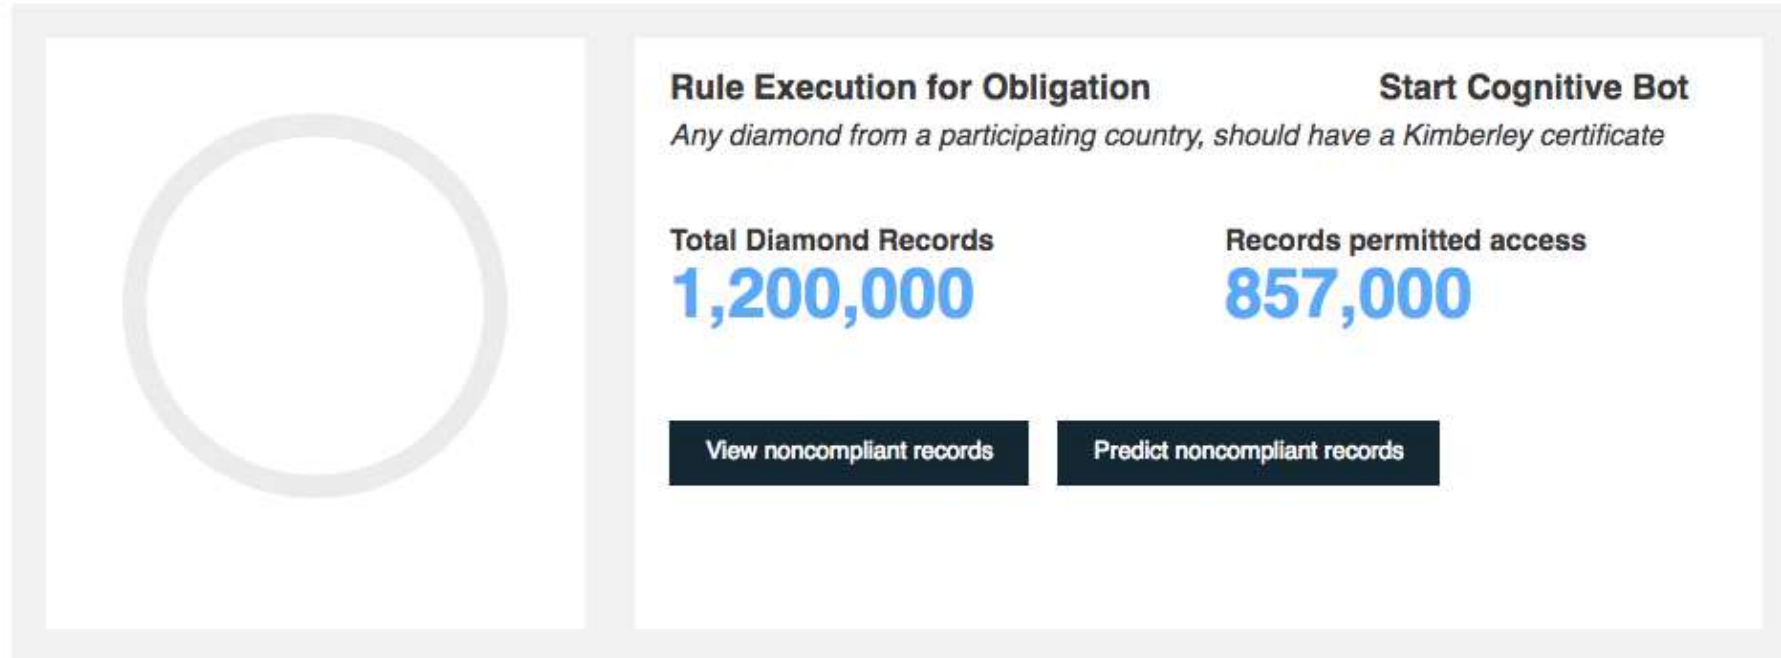 Rule Execution for Obligation Start Cognitive Bot
Any diamond from a participating country, should have a Kimberley certificate
Total Diamond Records Records permitted access
1,200,000 857,000
View noncompliant records Predict noncompliant records